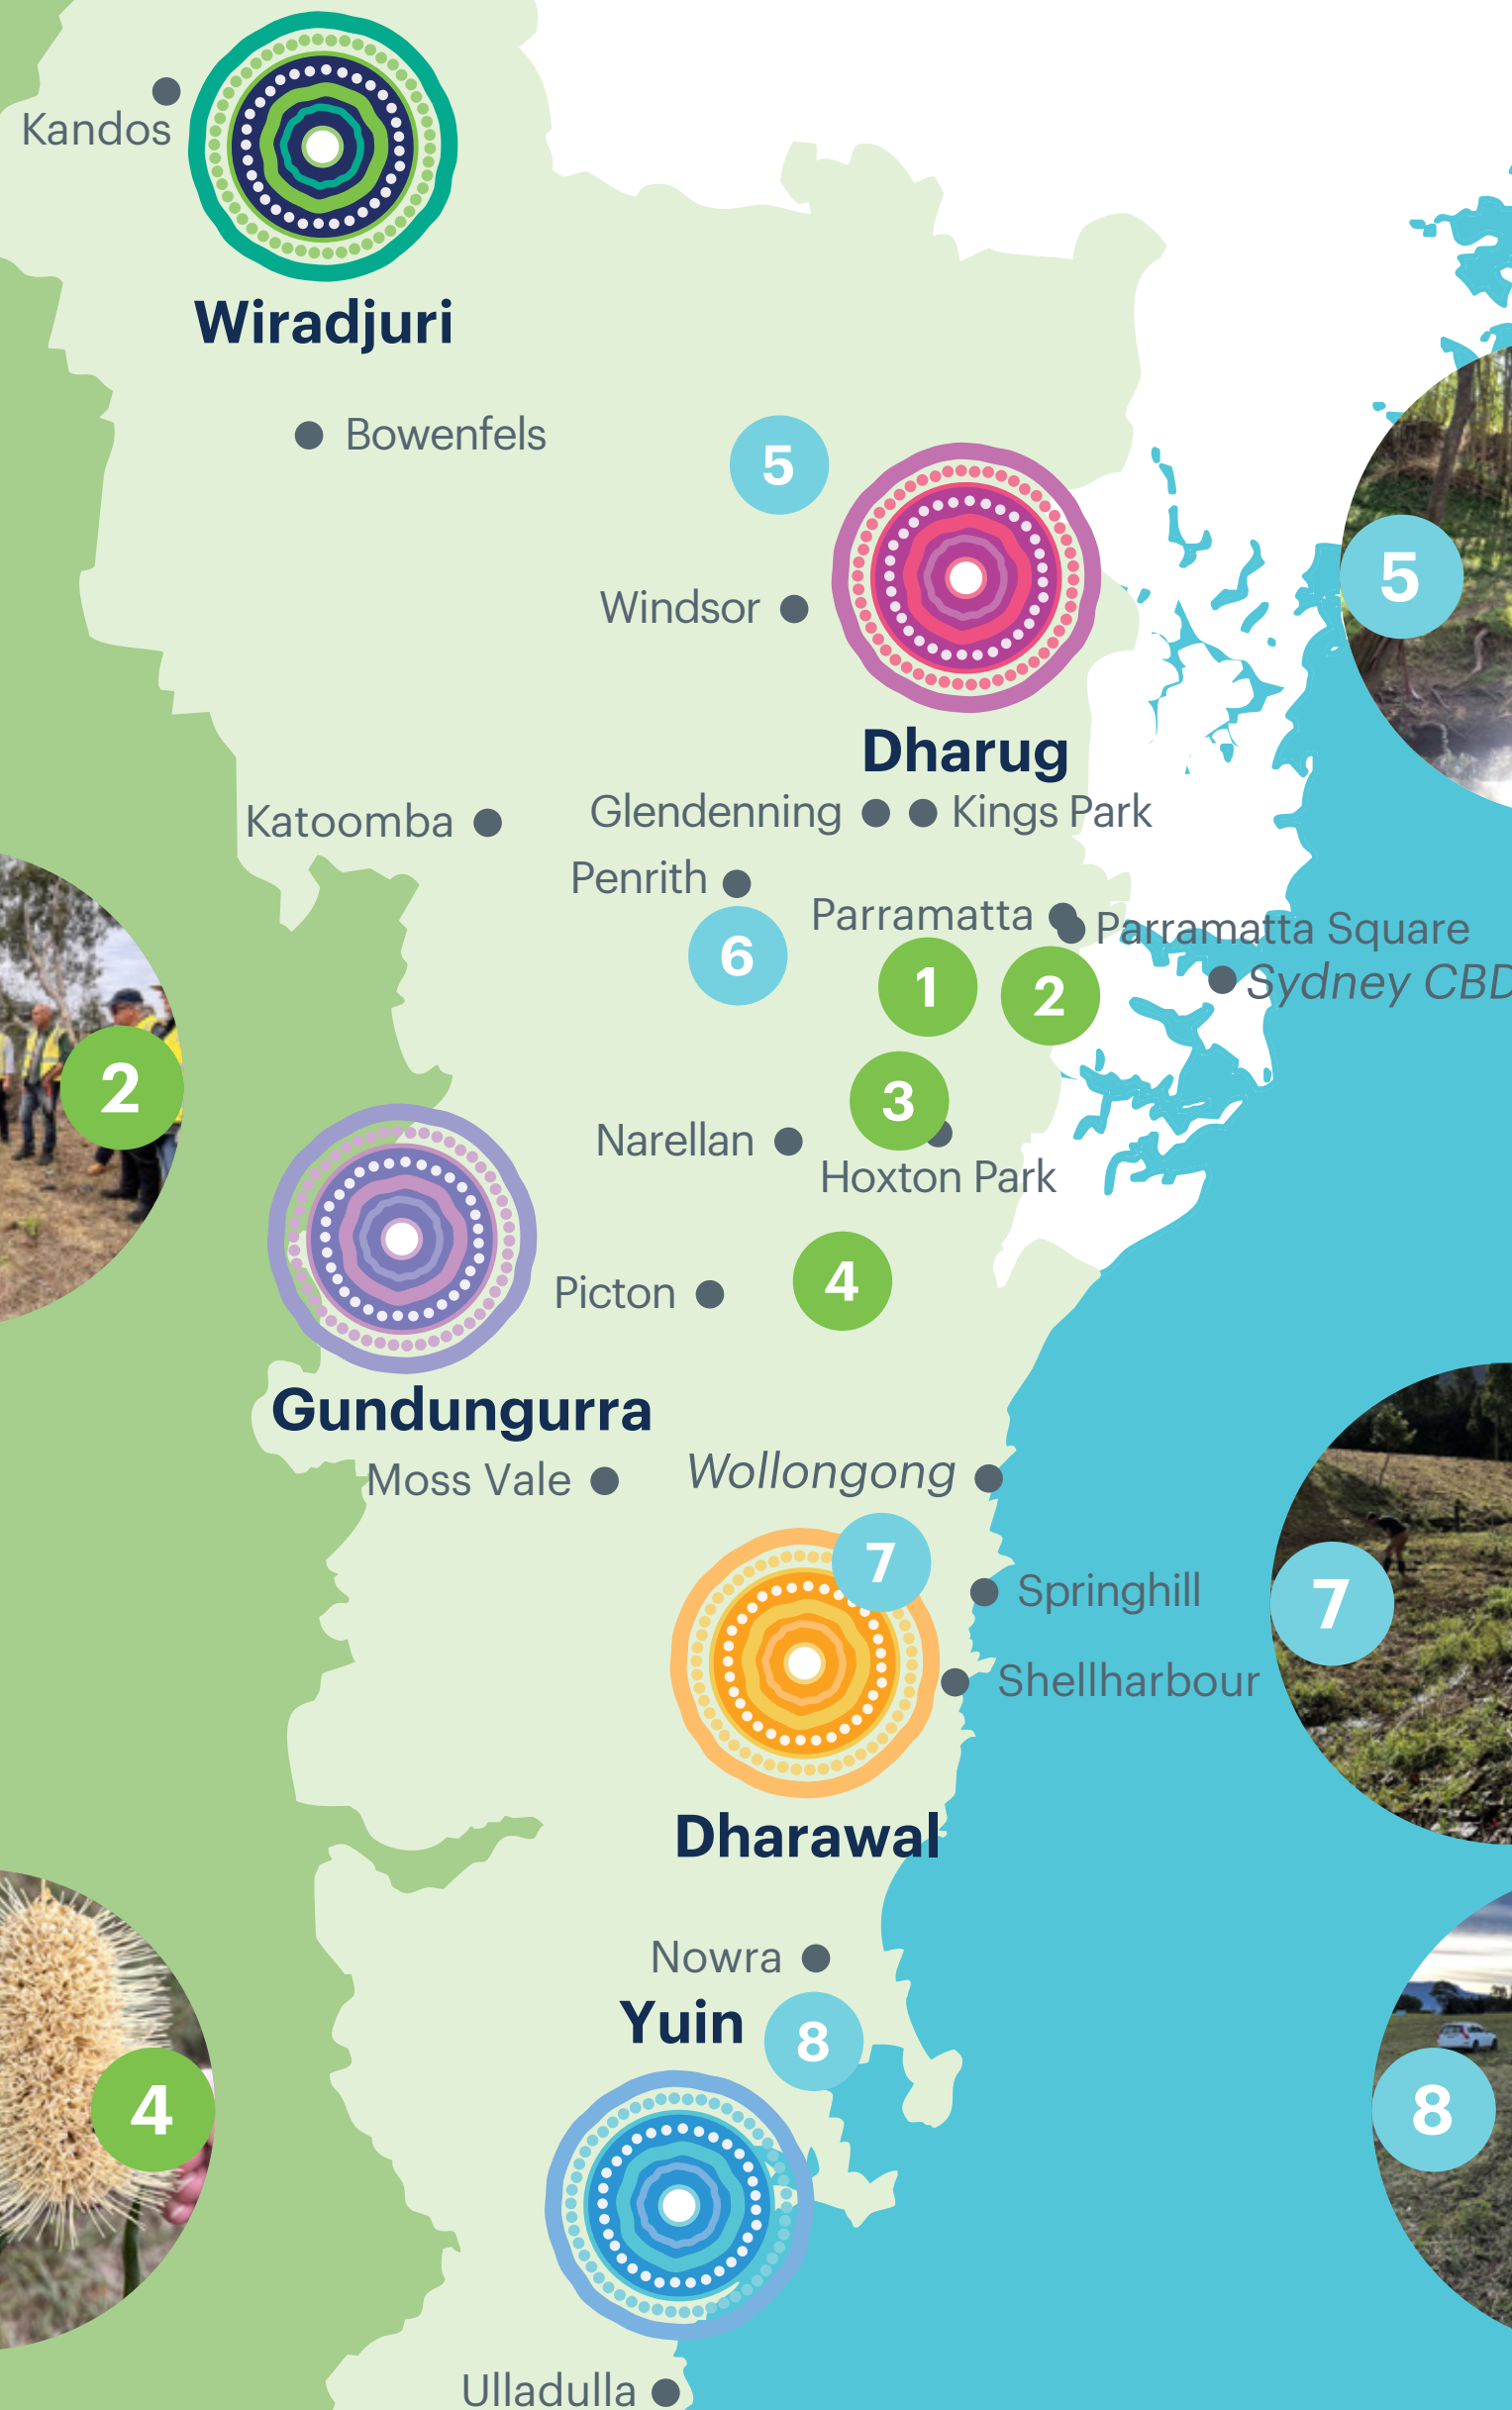 Kandos
Wiradjuri
Bowenfels
5
5
Windsor
Dharug
Glendenning
Kings Park
Katoomba
Penrith
Parramatta
Parramatta Square
6
1
2
Sydney CBD
2
3
Narellan
Hoxton Park
4
Picton
Gundungurra
Moss Vale
Wollongong
7
Springhill
7
Shellharbour
Dharawal
Nowra
Yuin
8
4
8
Ulladulla